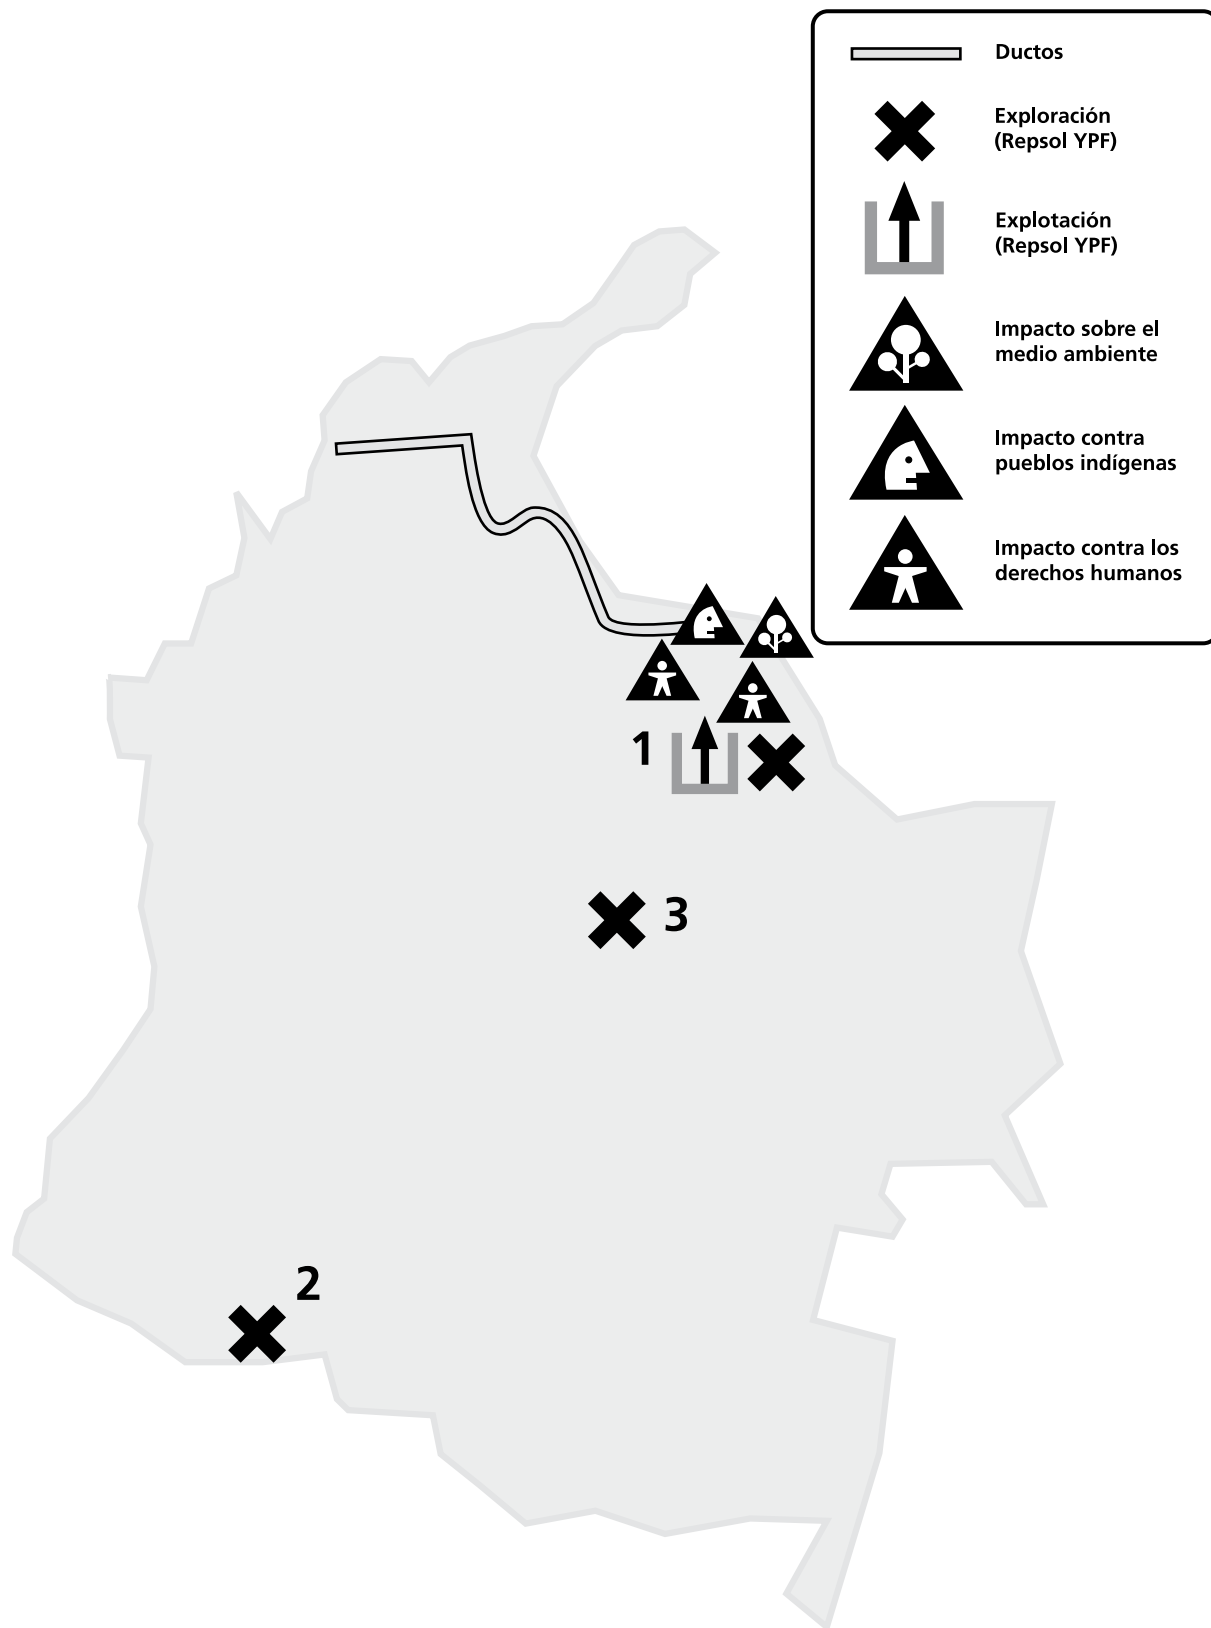 Ductos
Exploración
(Repsol YPF)
Explotación
(Repsol YPF)
Impacto sobre el
medio ambiente
Impacto contra
pueblos indígenas
Impacto contra los
derechos humanos
1
3
2